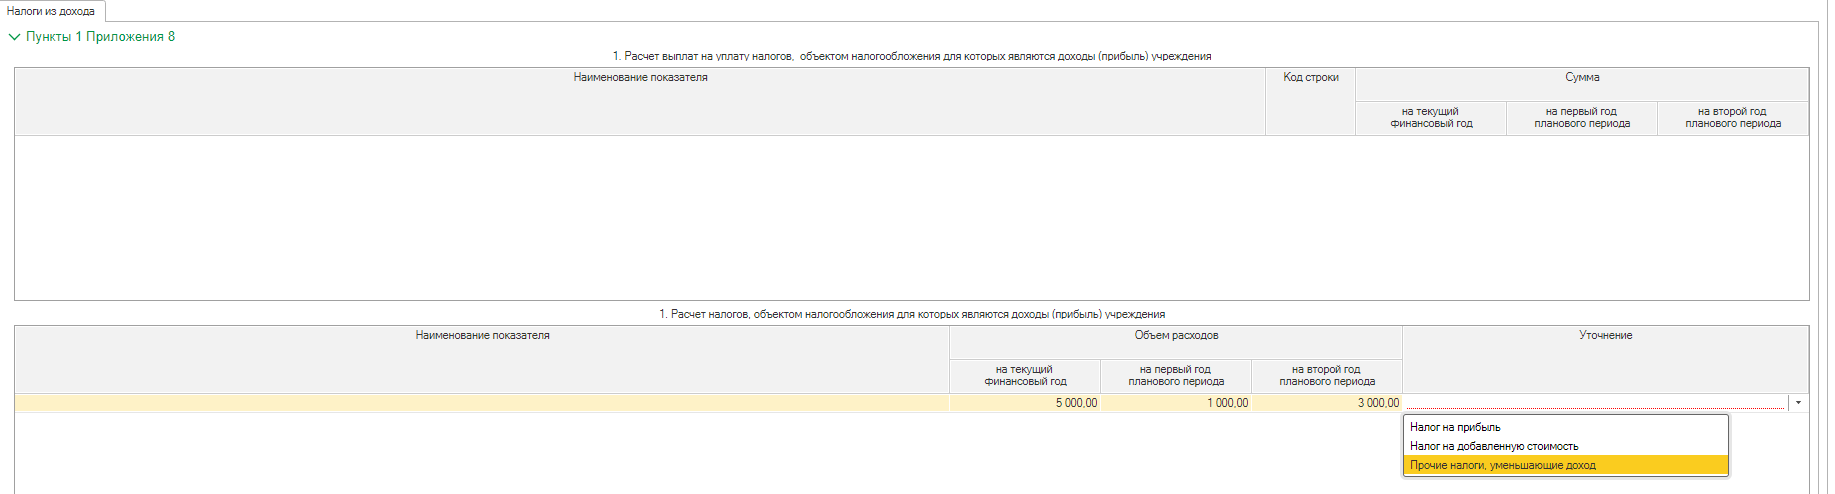 Налоги из дохода
Пункты 1 Приложения 8
1. Расчет выплат на уплату налогов, объектом налогообложения для которых являются доходы (прибыль) учреждения
Наименование показателя
Код строки
Сумма
на текущий
финансовый год
на первый год
планового периода
на второй год
планового периода
1. Расчет налогов, объектом налогообложения для которых являются доходы (прибыль) учреждения
Наименование показателя
Объем расходов
Уточнение
на текущий
финансовый год
на первый год
планового периода
на второй год
планового периода
5 000,00
1 000,00
3 000,00
Налог на прибыль
Налог на добавленную стоимость
Прочие налоги, уменьшающие доход